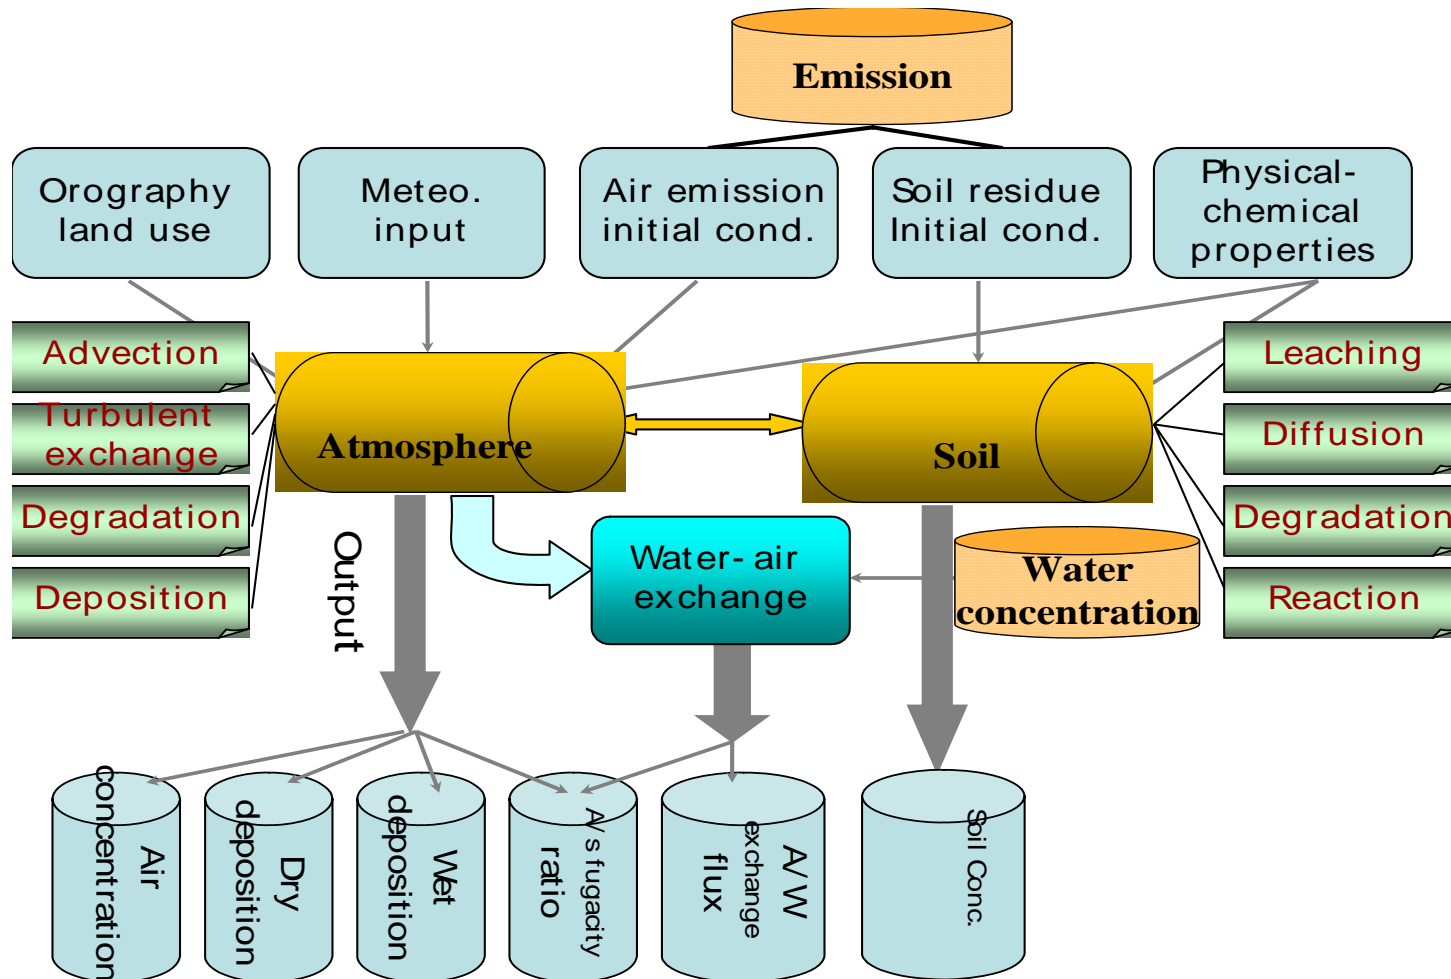 Emission
Orography
land use
Meteo.
input
Air emission
initial cond.
Soil residue
Initial cond.
Physical-
chemical
properties
Advection
Turbulent
exchange
Degradation
Deposition
Atmosphere
Soil
Leaching
Diffusion
Degradation
Reaction
Output
Water-air
exchange
Water
concentration
Air
concentration
Dry
deposition
Wet
deposition
A/s fugacity
ratio
A/W
exchange
flux
Soil Conc.